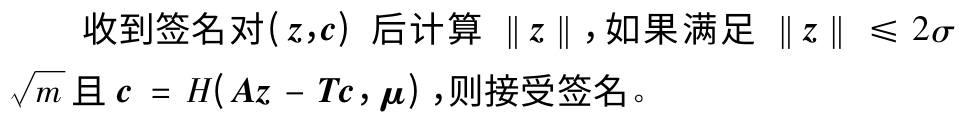 收到签名对(z,c) 后计算 ‖z‖,如果满足 ‖z‖ ≤ 2σ
√m 且 c = H(Az − Tc, μ),则接受签名。